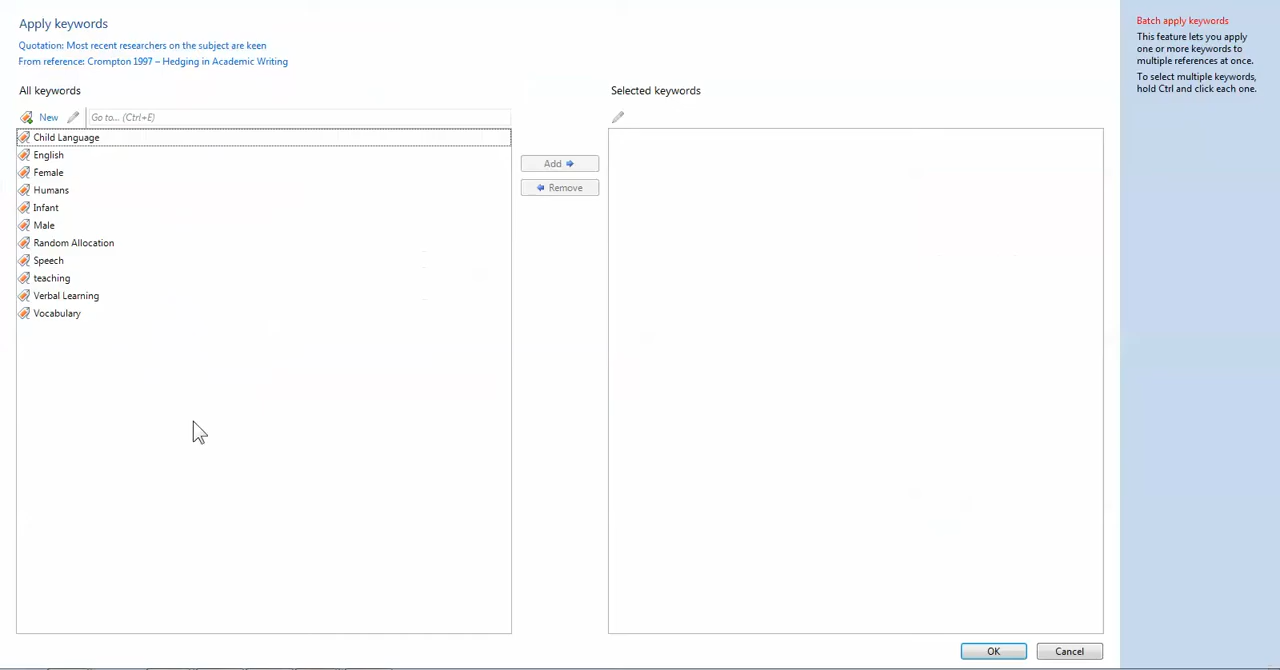 Apply keywords
Quotation: Most recent researchers on the subject are keen
From reference: Crompton 1997 – Hedging in Academic Writing
All keywords
New
Go to... (Ctrl+E)
Child Language
English
Female
Humans
Infant
Male
Random Allocation
Speech
teaching
Verbal Learning
Vocabulary
Add
Remove
Selected keywords
OK
Cancel
Batch apply keywords
This feature lets you apply
one or more keywords to
multiple references at once.
To select multiple keywords,
hold Ctrl and click each one.